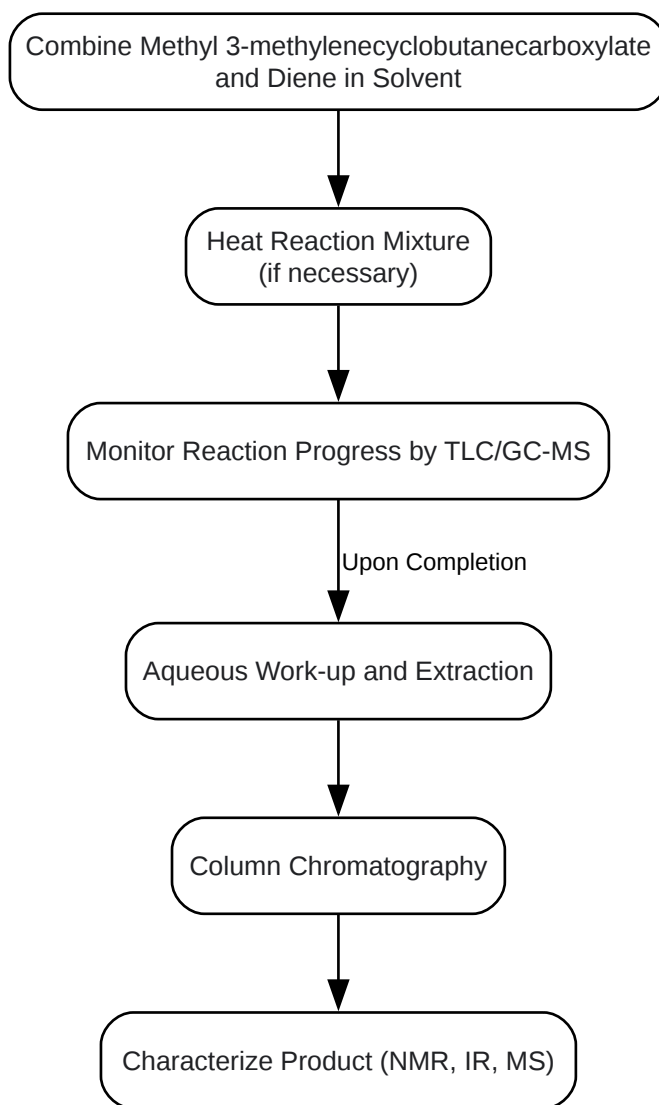 Combine Methyl 3-methylenecyclobutanecarboxylate
and Diene in Solvent
Heat Reaction Mixture
(if necessary)
Monitor Reaction Progress by TLC/GC-MS
Upon Completion
Aqueous Work-up and Extraction
Column Chromatography
Characterize Product (NMR, IR, MS)